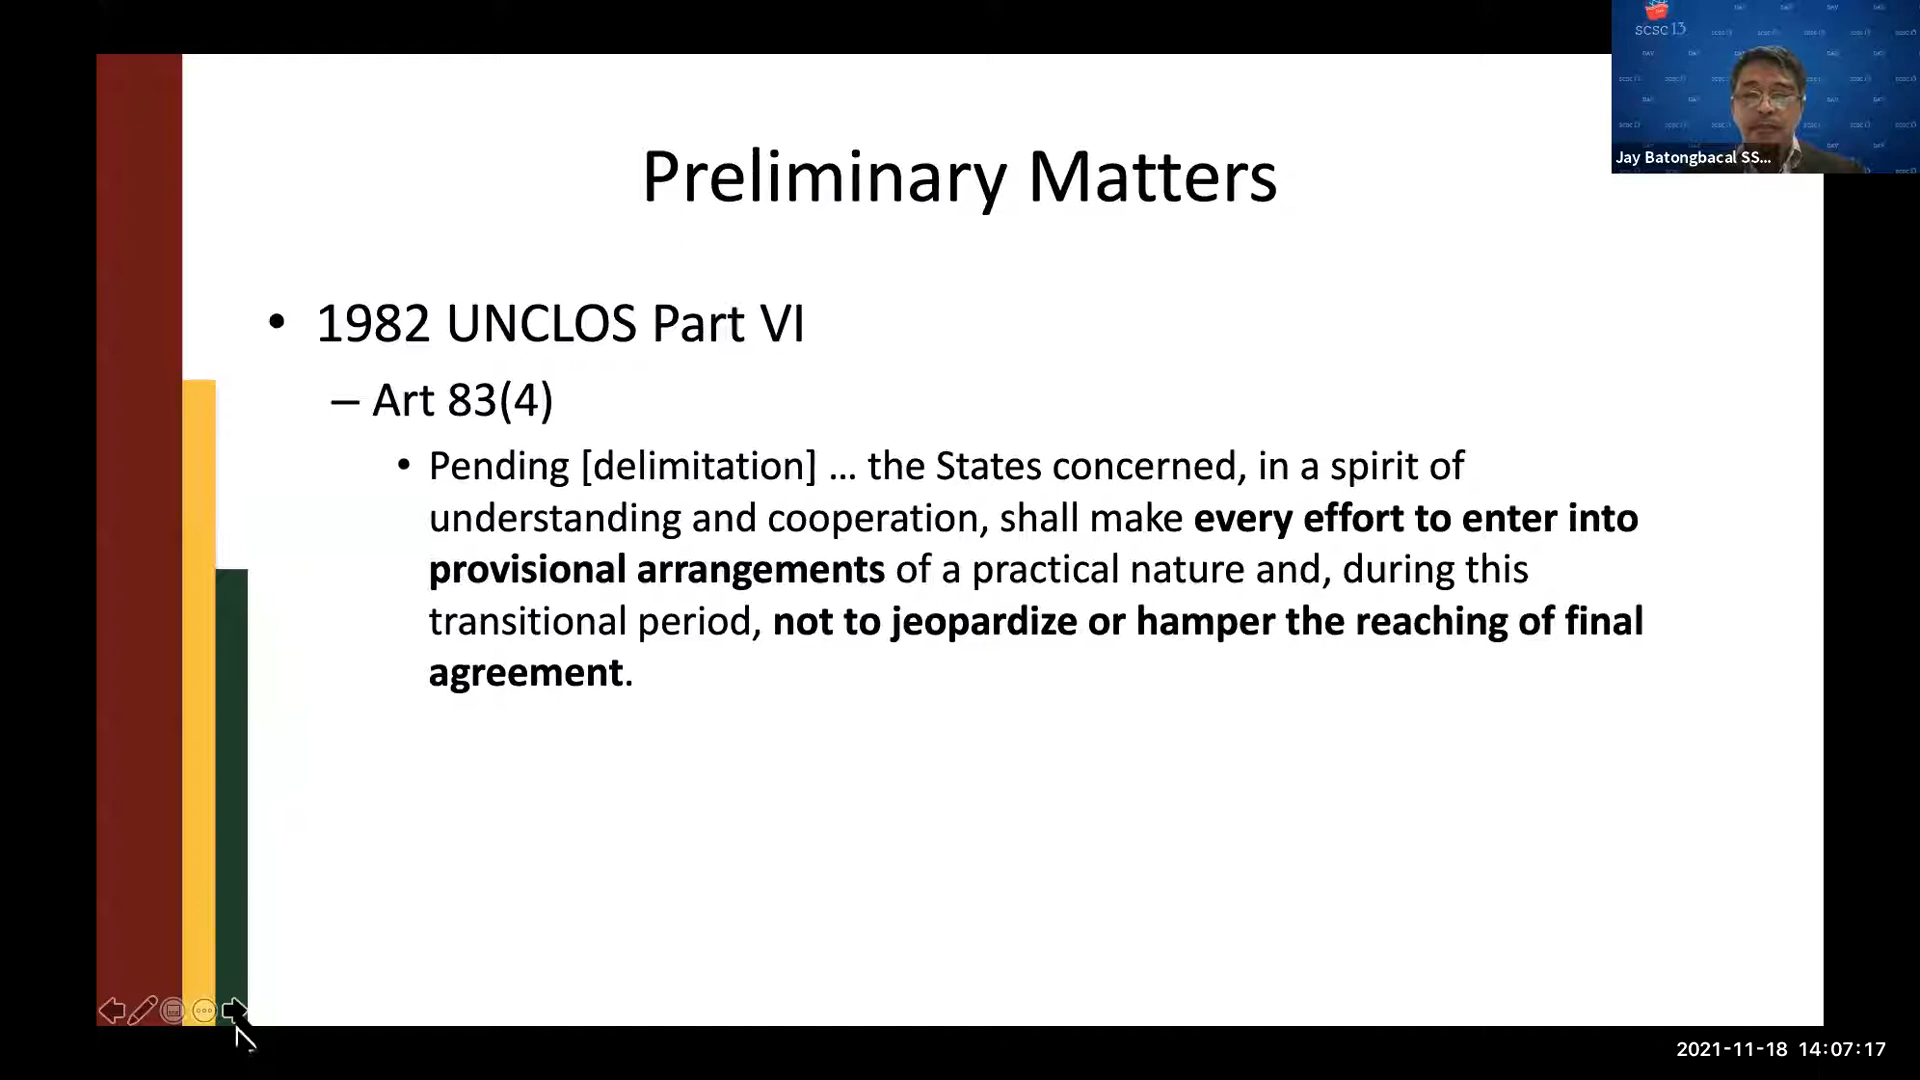 scsc13
Jay Batongbacal SS...
Preliminary Matters
• 1982 UNCLOS Part VI
– Art 83(4)
• Pending [delimitation] ... the States concerned, in a spirit of
understanding and cooperation, shall make every effort to enter into
provisional arrangements of a practical nature and, during this
transitional period, not to jeopardize or hamper the reaching of final
agreement.
2021-11-18 14:07:17